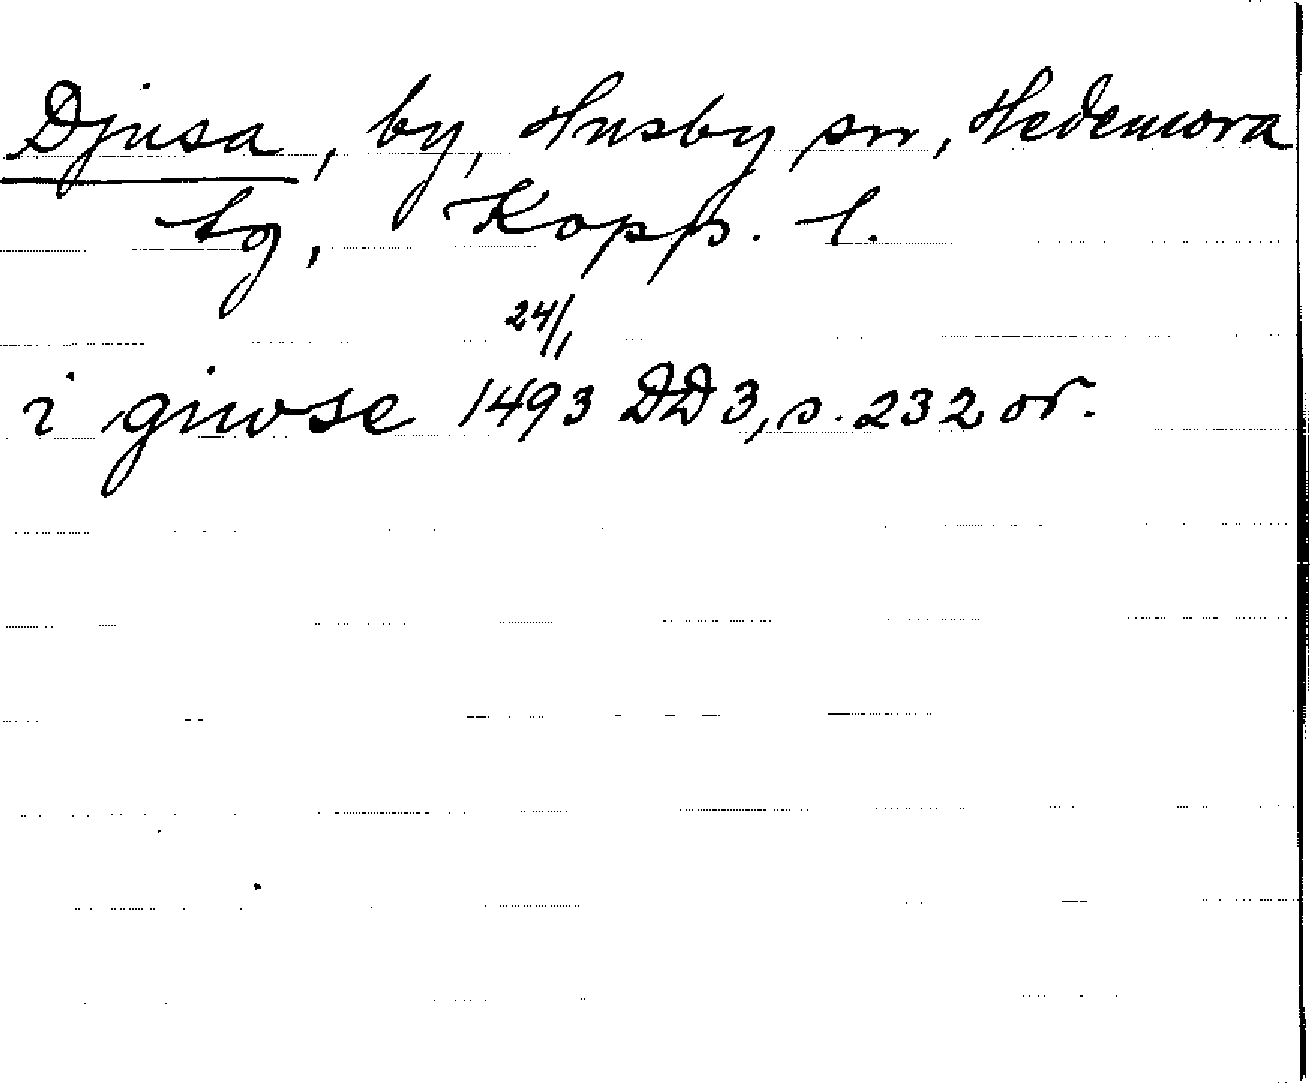 Djusa, by, Husby sn, Hedemora
tg, Kopp. l.
24/1
i giwse 1493 DD 3, s. 232 or.